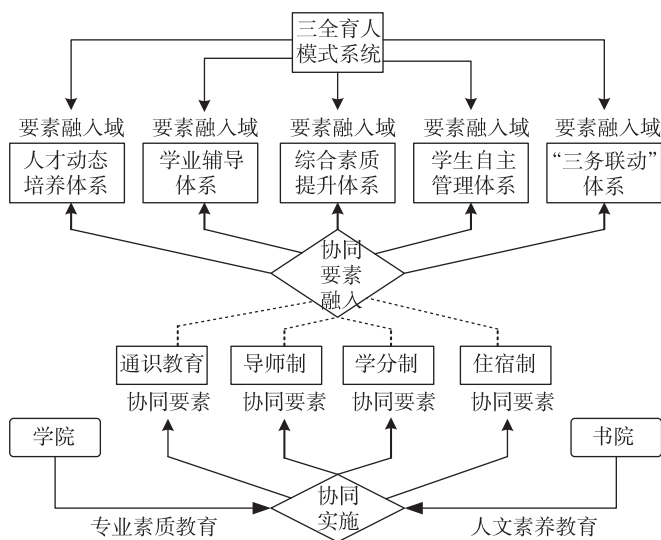 三全育人
模式系统
要素融入域 要素融入域 要素融入域 要素融入域 要素融入域
人才动态
培养体系
学业辅导
体系
综合素质
提升体系
学生自主
管理体系
“三务联动”
体系
协同
要素
融入
通识教育 导师制 学分制 住宿制
协同要素 协同要素 协同要素 协同要素
学院 书院
协同
实施
专业素质教育 人文素养教育